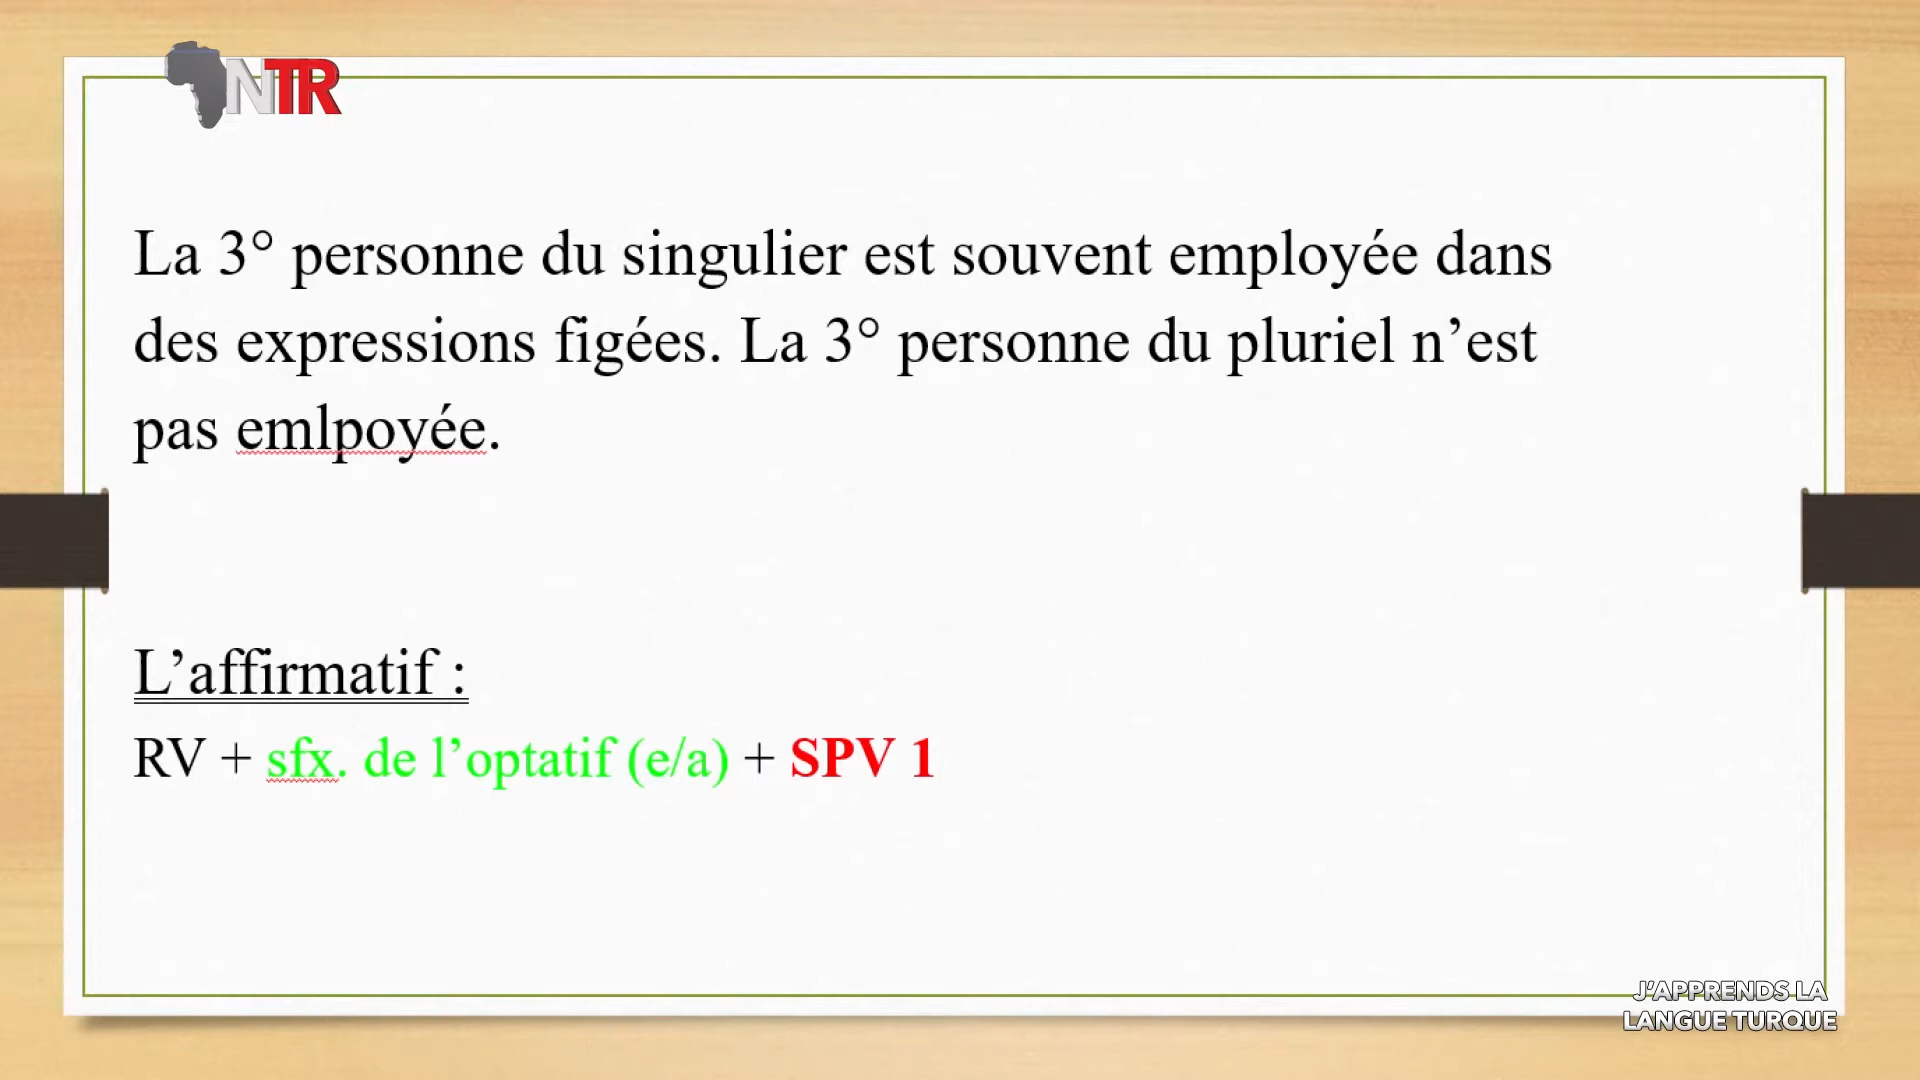 NTR
La 3° personne du singulier est souvent employée dans
des expressions figées. La 3° personne du pluriel n’est
pas emlpoyée.
L’affirmatif :
RV + sfx. de l’optatif (e/a) + SPV 1
J’APPRENDS LA
LANGUE TURQUE